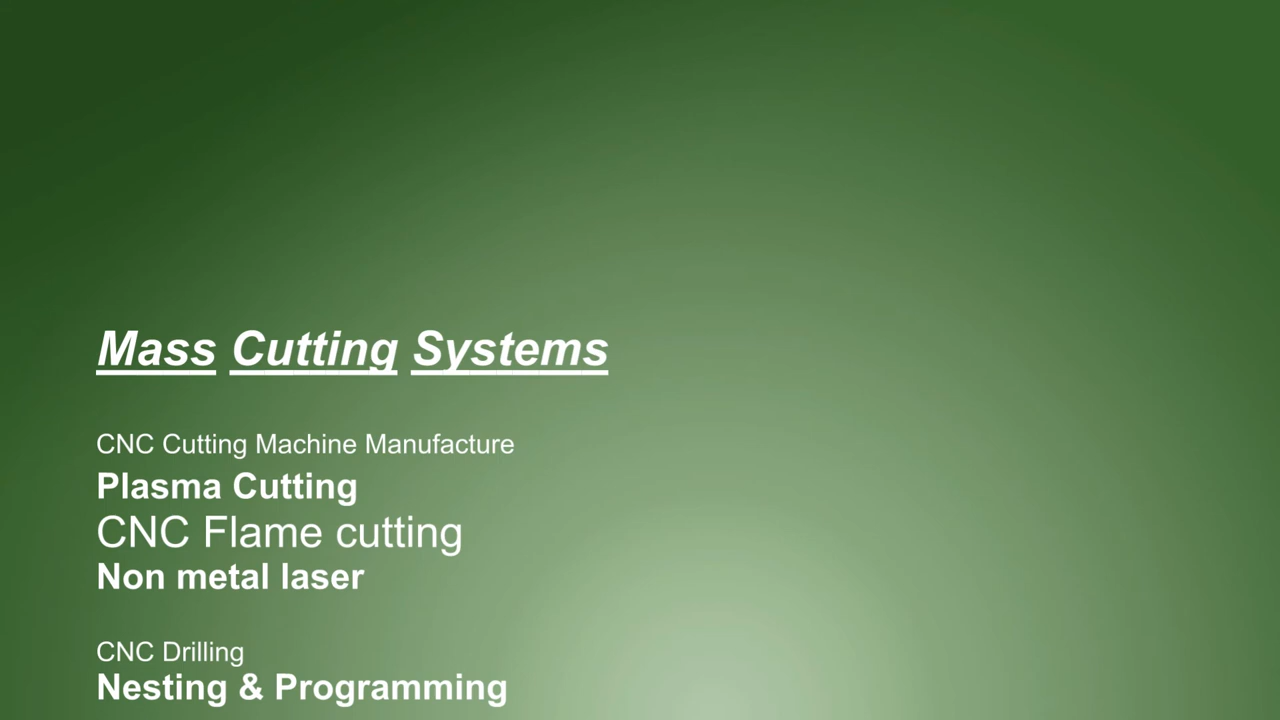 Mass Cutting Systems
CNC Cutting Machine Manufacture
Plasma Cutting
CNC Flame cutting
Non metal laser
CNC Drilling
Nesting & Programming